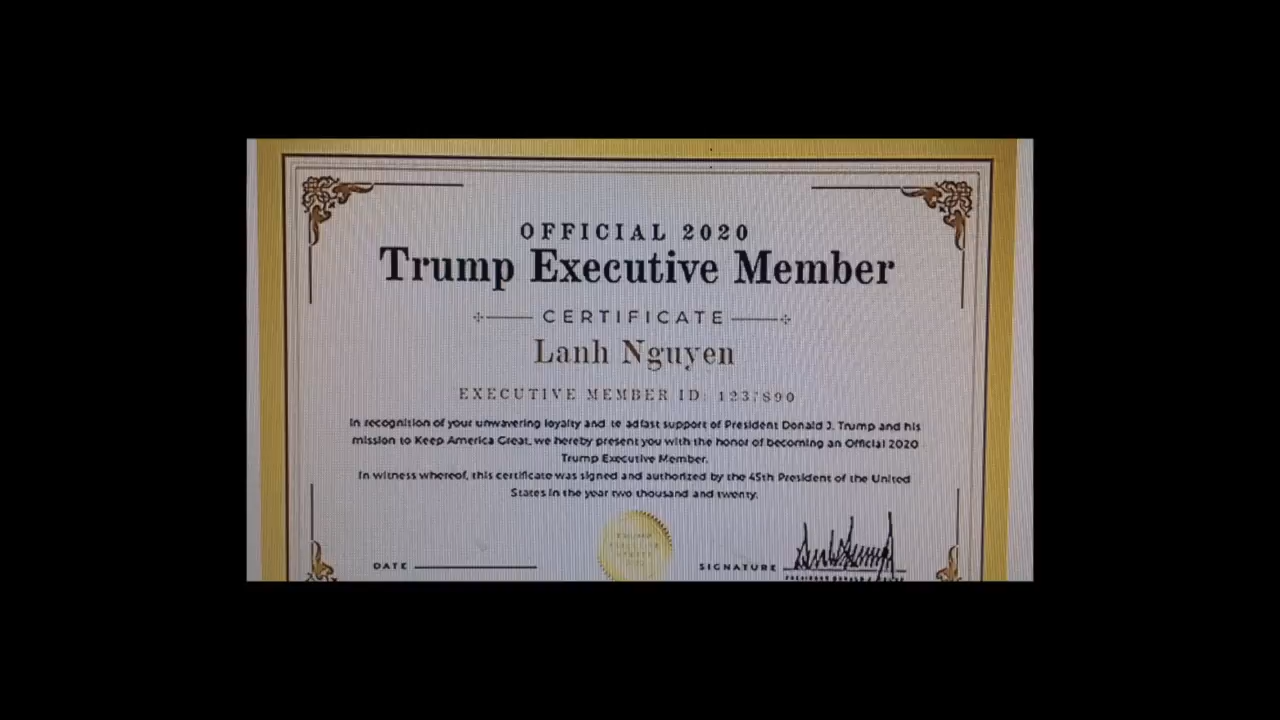 OFFICIAL 2020
Trump Executive Member
CERTIFICATE
Lanh Nguyen
EXECUTIVE MEMBER ID:
In recognition of your unwavering loyalty and support of President Donald J. Trump and his
mission to Keep America Great, we hereby present you with the honor of becoming an Official 2020
Trump Executive Member.
In witness whereof, this certificate was signed and authorized by the 45th President of the United
States in the year two thousand and twenty.
DATE
SIGNATURE